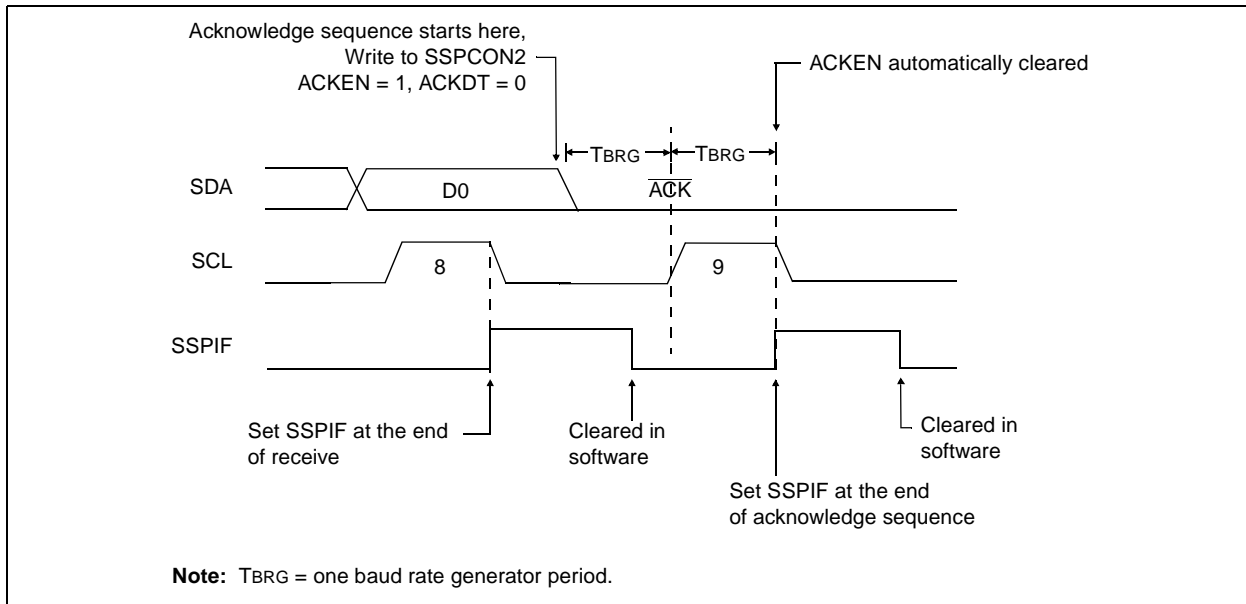 Acknowledge sequence starts here,
Write to SSPCON2
ACKEN = 1, ACKDT = 0
ACKEN automatically cleared
TBRG
TBRG
SDA
D0
ACK
SCL
8
9
SSPIF
Set SSPIF at the end
of receive
Cleared in
software
Cleared in
software
Set SSPIF at the end
of acknowledge sequence
Note: TBRG = one baud rate generator period.